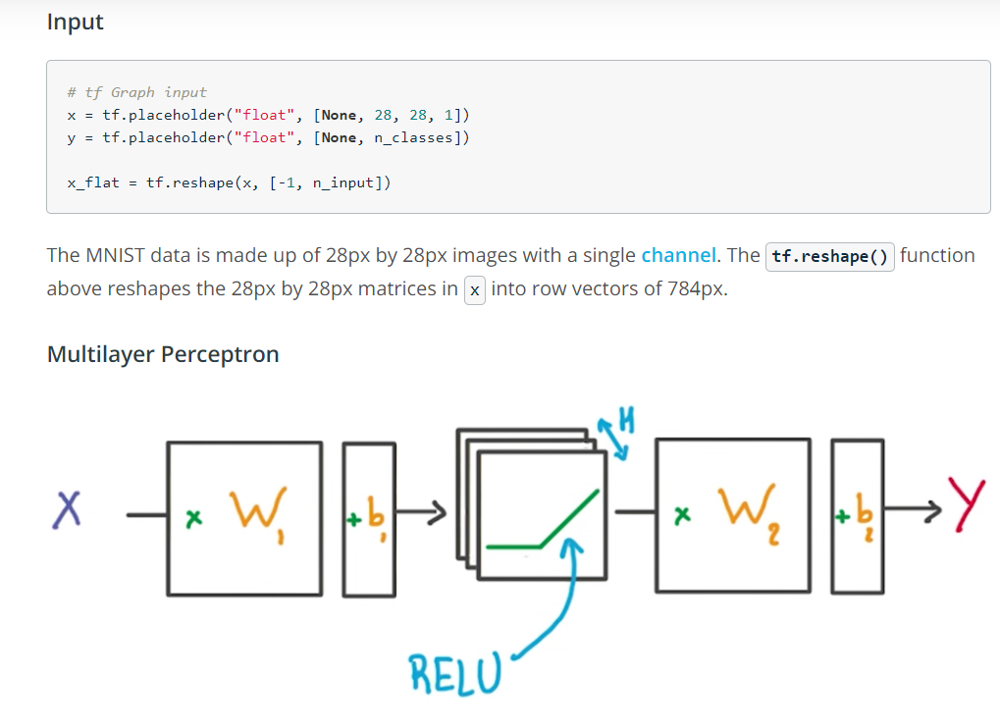 Input
# tf Graph input
x = tf.placeholder("float", [None, 28, 28, 1])
y = tf.placeholder("float", [None, n_classes])
x_flat = tf.reshape(x, [-1, n_input])
The MNIST data is made up of 28px by 28px images with a single channel. The tf.reshape() function
above reshapes the 28px by 28px matrices in x into row vectors of 784px.
Multilayer Perceptron
H
X × W1 + b1 × W2 + b2 Y
RELU